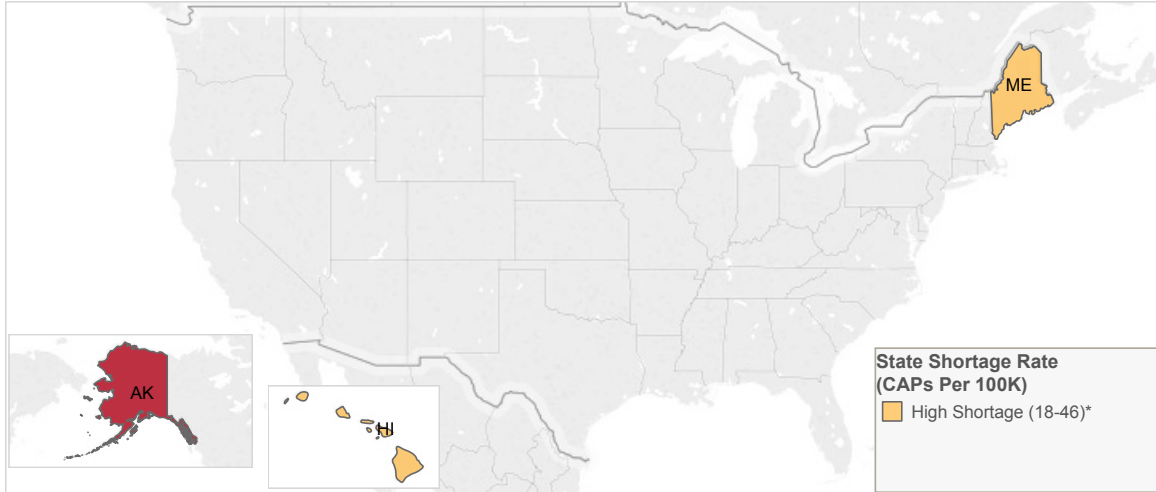 ME
AK
HI
State Shortage Rate
(CAPs Per 100K)
High Shortage (18-46)*